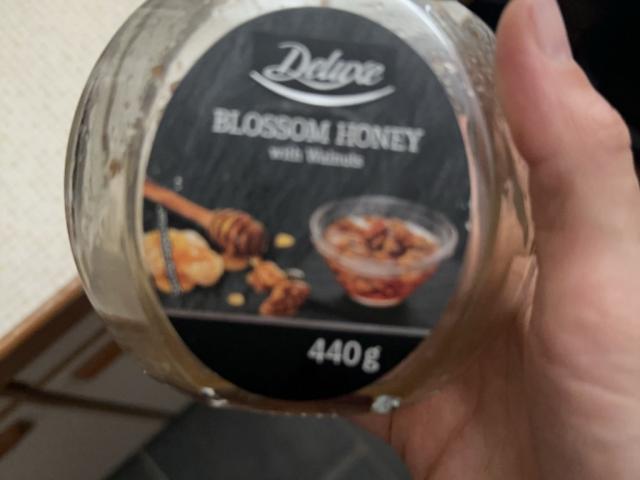 Deluxe
BLOSSOM HONEY
with Walnuts
440g